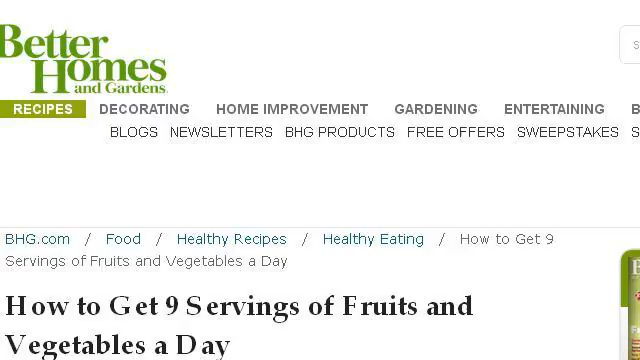 Better
Homes
and Gardens
RECIPES DECORATING HOME IMPROVEMENT GARDENING ENTERTAINING
BLOGS NEWSLETTERS BHG PRODUCTS FREE OFFERS SWEEPSTAKES
BHG.com / Food / Healthy Recipes / Healthy Eating / How to Get 9
Servings of Fruits and Vegetables a Day
How to Get 9 Servings of Fruits and
Vegetables a Day